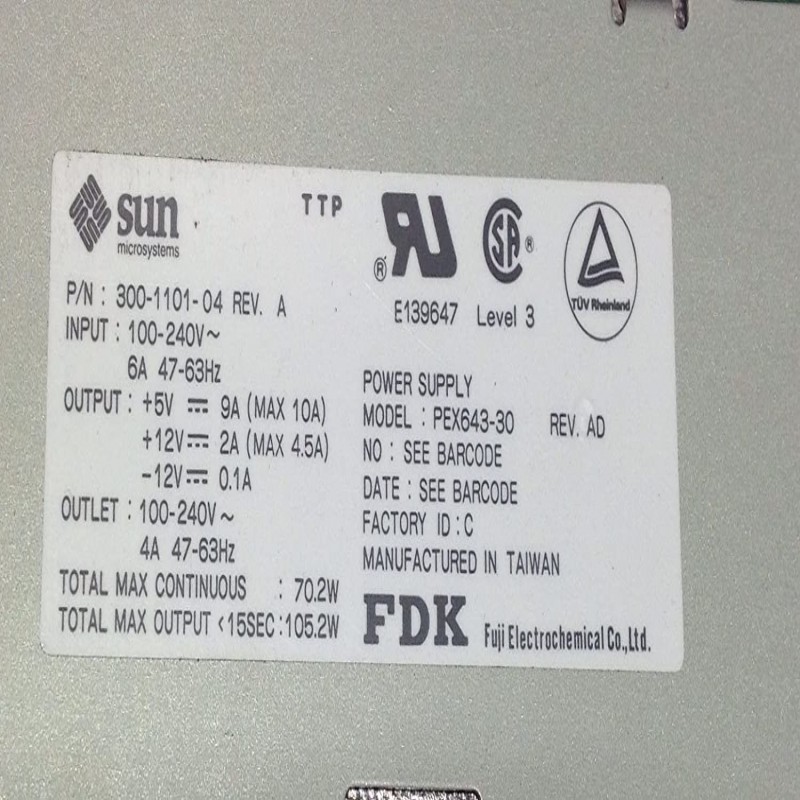 sun
microsystems
TTP
P/N : 300-1101-04 REV. A
INPUT : 100-240V~
6A 47-63Hz
OUTPUT : +5V ⎓ 9A (MAX 10A)
+12V ⎓ 2A (MAX 4.5A)
-12V ⎓ 0.1A
OUTLET : 100-240V~
4A 47-63Hz
TOTAL MAX CONTINUOUS : 70.2W
TOTAL MAX OUTPUT <15SEC : 105.2W
RU ®
E139647
SA ®
Level 3
TÜV Rheinland
POWER SUPPLY
MODEL : PEX643-30 REV. AD
NO : SEE BARCODE
DATE : SEE BARCODE
FACTORY ID : C
MANUFACTURED IN TAIWAN
FDK Fuji Electrochemical Co.,Ltd.